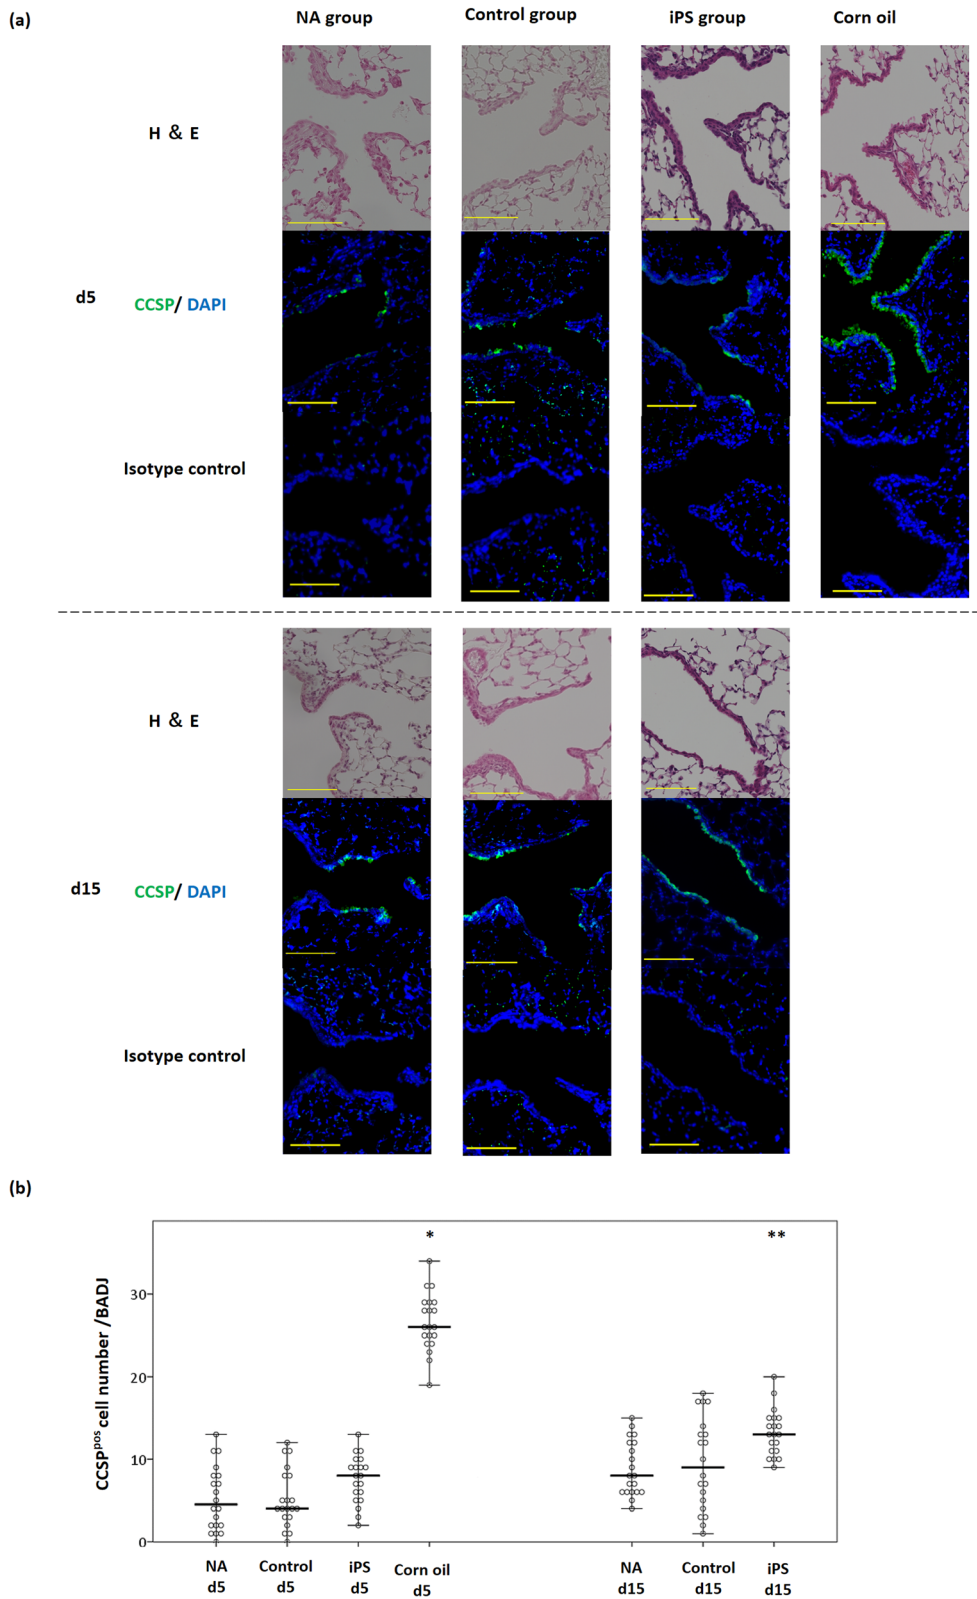 (a)
NA group
Control group
iPS group
Corn oil
H & E
d5
CCSP/ DAPI
Isotype control
H & E
d15
CCSP/ DAPI
Isotype control
(b)
CCSPpos cell number /BADJ
*
**
30
20
10
0
NA
d5
Control
d5
iPS
d5
Corn oil
d5
NA
d15
Control
d15
iPS
d15